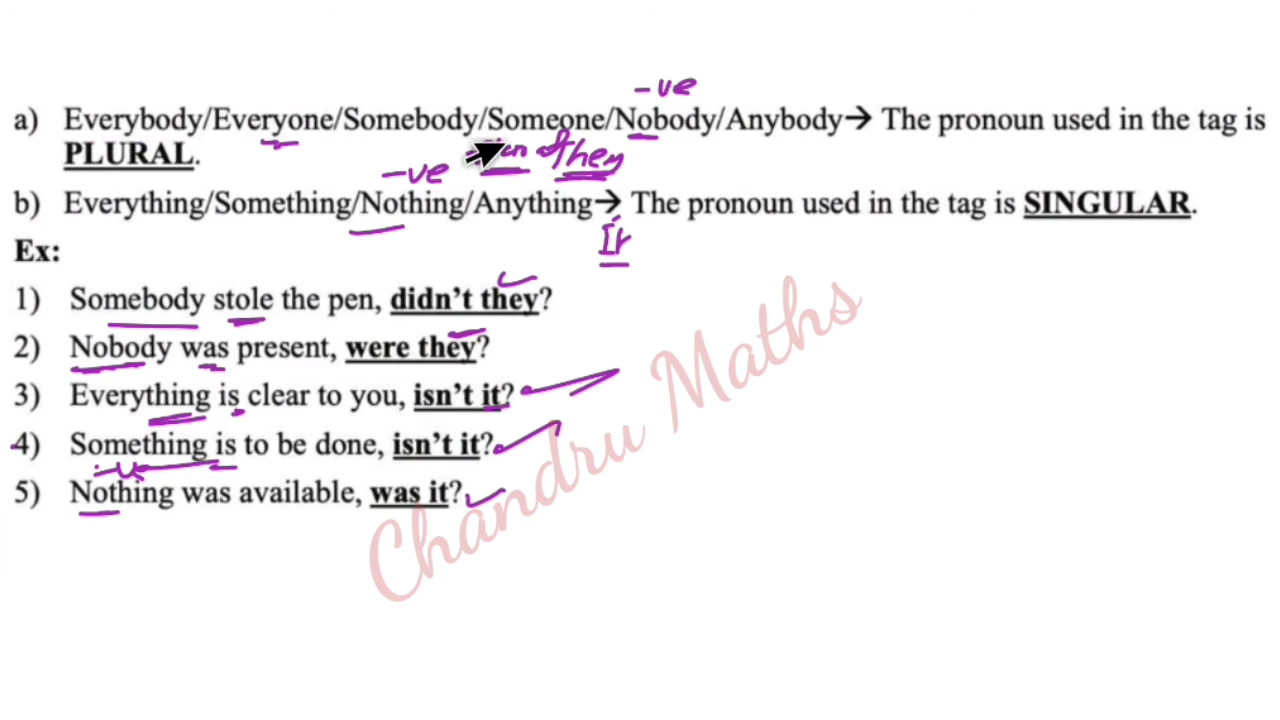 -ve
a) Everybody/Everyone/Somebody/Someone/Nobody/Anybody→ The pronoun used in the tag is
PLURAL.
they
-ve
b) Everything/Something/Nothing/Anything→ The pronoun used in the tag is SINGULAR.
It
Ex:
1) Somebody stole the pen, didn't they?
2) Nobody was present, were they?
3) Everything is clear to you, isn't it?
4) Something is to be done, isn't it?
5) Nothing was available, was it?
Chandru Maths